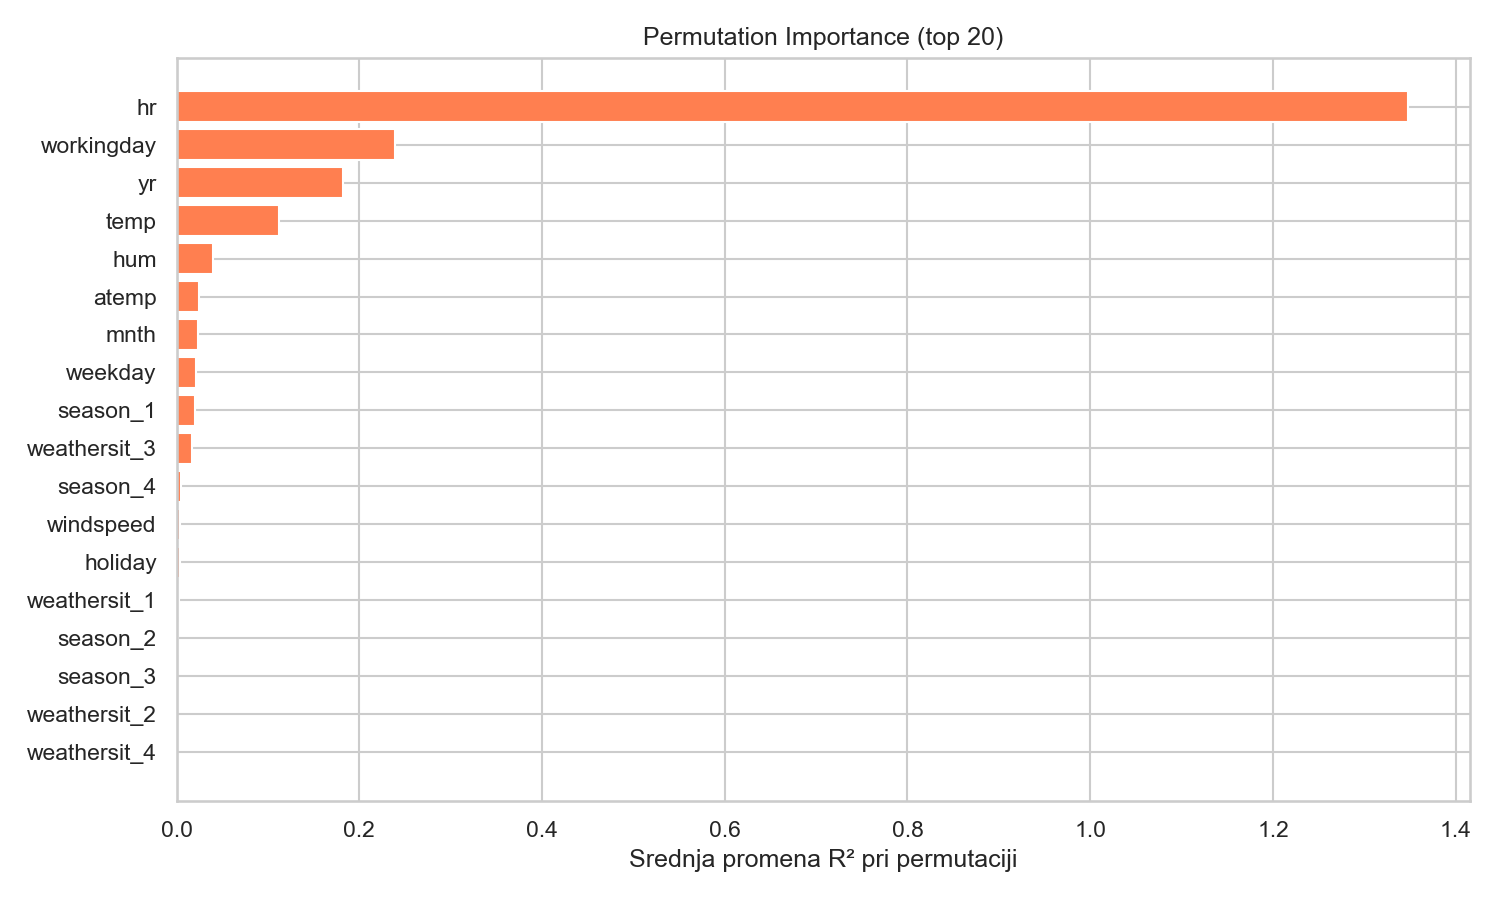 Permutation Importance (top 20)
hr
workingday
yr
temp
hum
atemp
mnth
weekday
season_1
weathersit_3
season_4
windspeed
holiday
weathersit_1
season_2
season_3
weathersit_2
weathersit_4
0.0 0.2 0.4 0.6 0.8 1.0 1.2 1.4
Srednja promena R² pri permutaciji